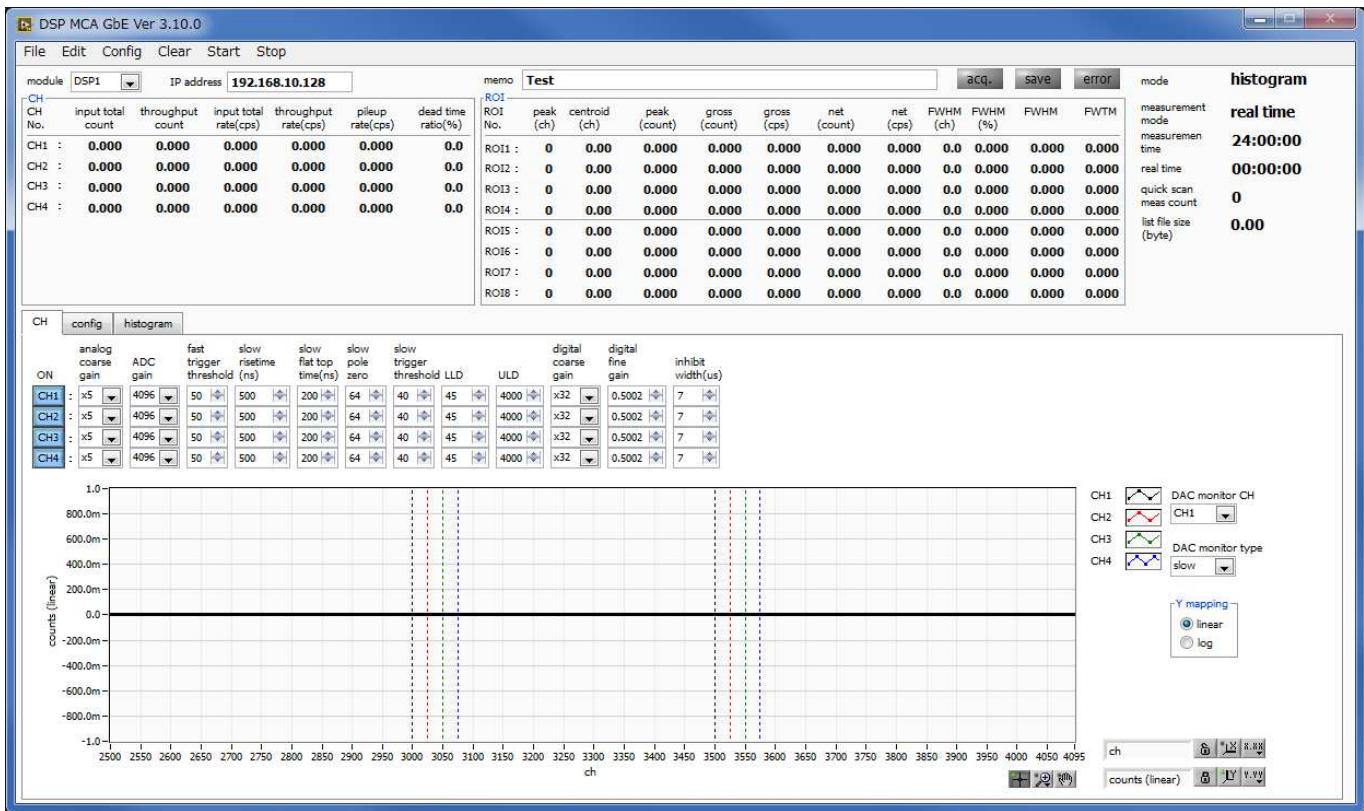 DSP MCA GbE Ver 3.10.0
File Edit Config Clear Start Stop
module DSP1 IP address 192.168.10.128 memo Test acq. save error mode histogram
CH
CH No. input total count throughput count input total rate(cps) throughput rate(cps) pileup rate(cps) dead time ratio(%)
CH1 : 0.000 0.000 0.000 0.000 0.000 0.0
CH2 : 0.000 0.000 0.000 0.000 0.000 0.0
CH3 : 0.000 0.000 0.000 0.000 0.000 0.0
CH4 : 0.000 0.000 0.000 0.000 0.000 0.0
ROI
ROI No. peak (ch) centroid (ch) peak (count) gross (count) gross (cps) net (count) net (cps) FWHM (ch) FWHM (%) FWHM FWTM
ROI1 : 0 0.00 0.000 0.000 0.000 0.000 0.000 0.0 0.000 0.000 0.000
ROI2 : 0 0.00 0.000 0.000 0.000 0.000 0.000 0.0 0.000 0.000 0.000
ROI3 : 0 0.00 0.000 0.000 0.000 0.000 0.000 0.0 0.000 0.000 0.000
ROI4 : 0 0.00 0.000 0.000 0.000 0.000 0.000 0.0 0.000 0.000 0.000
ROI5 : 0 0.00 0.000 0.000 0.000 0.000 0.000 0.0 0.000 0.000 0.000
ROI6 : 0 0.00 0.000 0.000 0.000 0.000 0.000 0.0 0.000 0.000 0.000
ROI7 : 0 0.00 0.000 0.000 0.000 0.000 0.000 0.0 0.000 0.000 0.000
ROI8 : 0 0.00 0.000 0.000 0.000 0.000 0.000 0.0 0.000 0.000 0.000
measurement mode real time
measuremen time 24:00:00
real time 00:00:00
quick scan meas count 0
list file size (byte) 0.00
CH config histogram
ON analog coarse gain ADC gain fast trigger threshold slow risetime (ns) slow flat top time(ns) slow pole zero slow trigger threshold LLD ULD digital coarse gain digital fine gain inhibit width(us)
CH1 : x5 4096 50 500 200 64 40 45 4000 x32 0.5002 7
CH2 : x5 4096 50 500 200 64 40 45 4000 x32 0.5002 7
CH3 : x5 4096 50 500 200 64 40 45 4000 x32 0.5002 7
CH4 : x5 4096 50 500 200 64 40 45 4000 x32 0.5002 7
counts (linear)
1.0
800.0m
600.0m
400.0m
200.0m
0.0
-200.0m
-400.0m
-600.0m
-800.0m
-1.0
2500 2550 2600 2650 2700 2750 2800 2850 2900 2950 3000 3050 3100 3150 3200 3250 3300 3350 3400 3450 3500 3550 3600 3650 3700 3750 3800 3850 3900 3950 4000 4050 4095
ch
CH1
CH2
CH3
CH4
DAC monitor CH
CH1
DAC monitor type
slow
Y mapping
linear
log
ch X X.XX
counts (linear) Y Y.YY